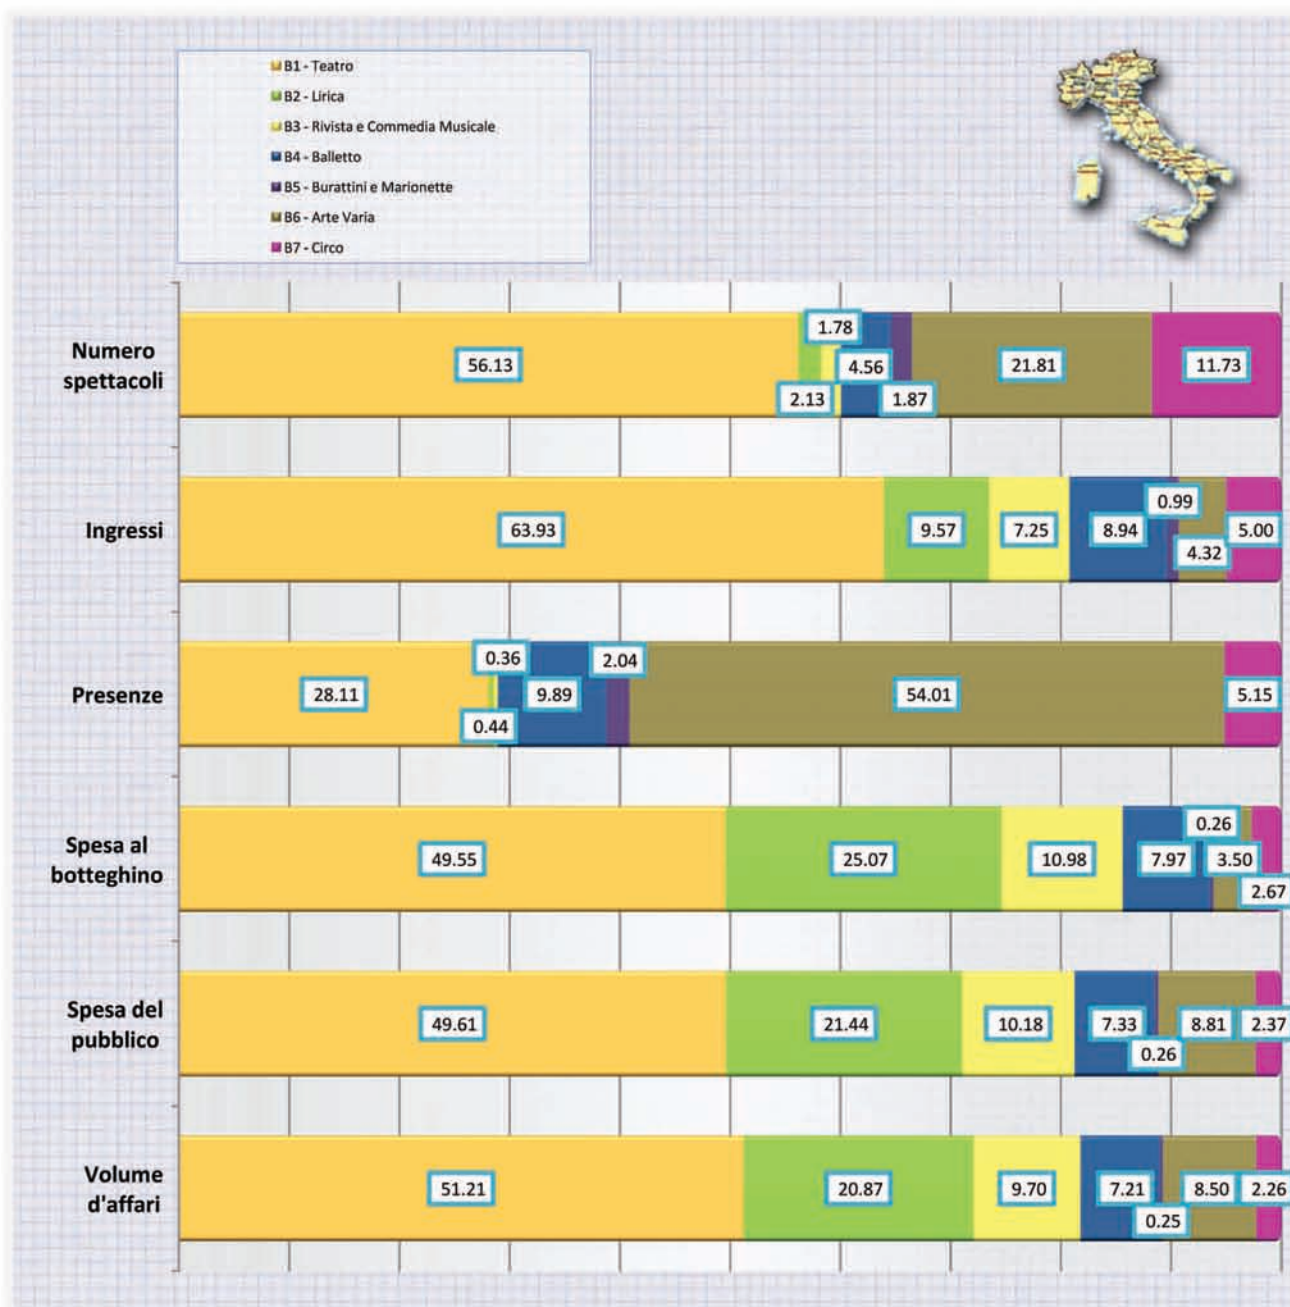 B1 - Teatro
B2 - Lirica
B3 - Rivista e Commedia Musicale
B4 - Balletto
B5 - Burattini e Marionette
B6 - Arte Varia
B7 - Circo
Numero
spettacoli
56.13
2.13
1.78
4.56
1.87
21.81
11.73
Ingressi
63.93
9.57
7.25
8.94
0.99
4.32
5.00
Presenze
28.11
0.44
0.36
9.89
2.04
54.01
5.15
Spesa al
botteghino
49.55
25.07
10.98
7.97
0.26
3.50
2.67
Spesa del
pubblico
49.61
21.44
10.18
7.33
0.26
8.81
2.37
Volume
d'affari
51.21
20.87
9.70
7.21
0.25
8.50
2.26